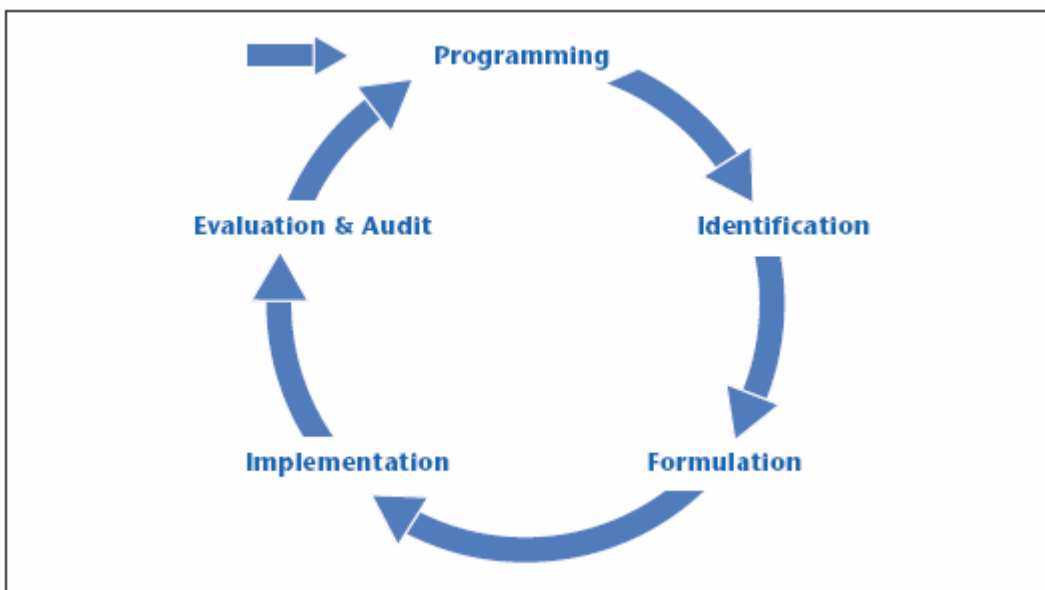 Programming
Evaluation & Audit
Identification
Implementation
Formulation